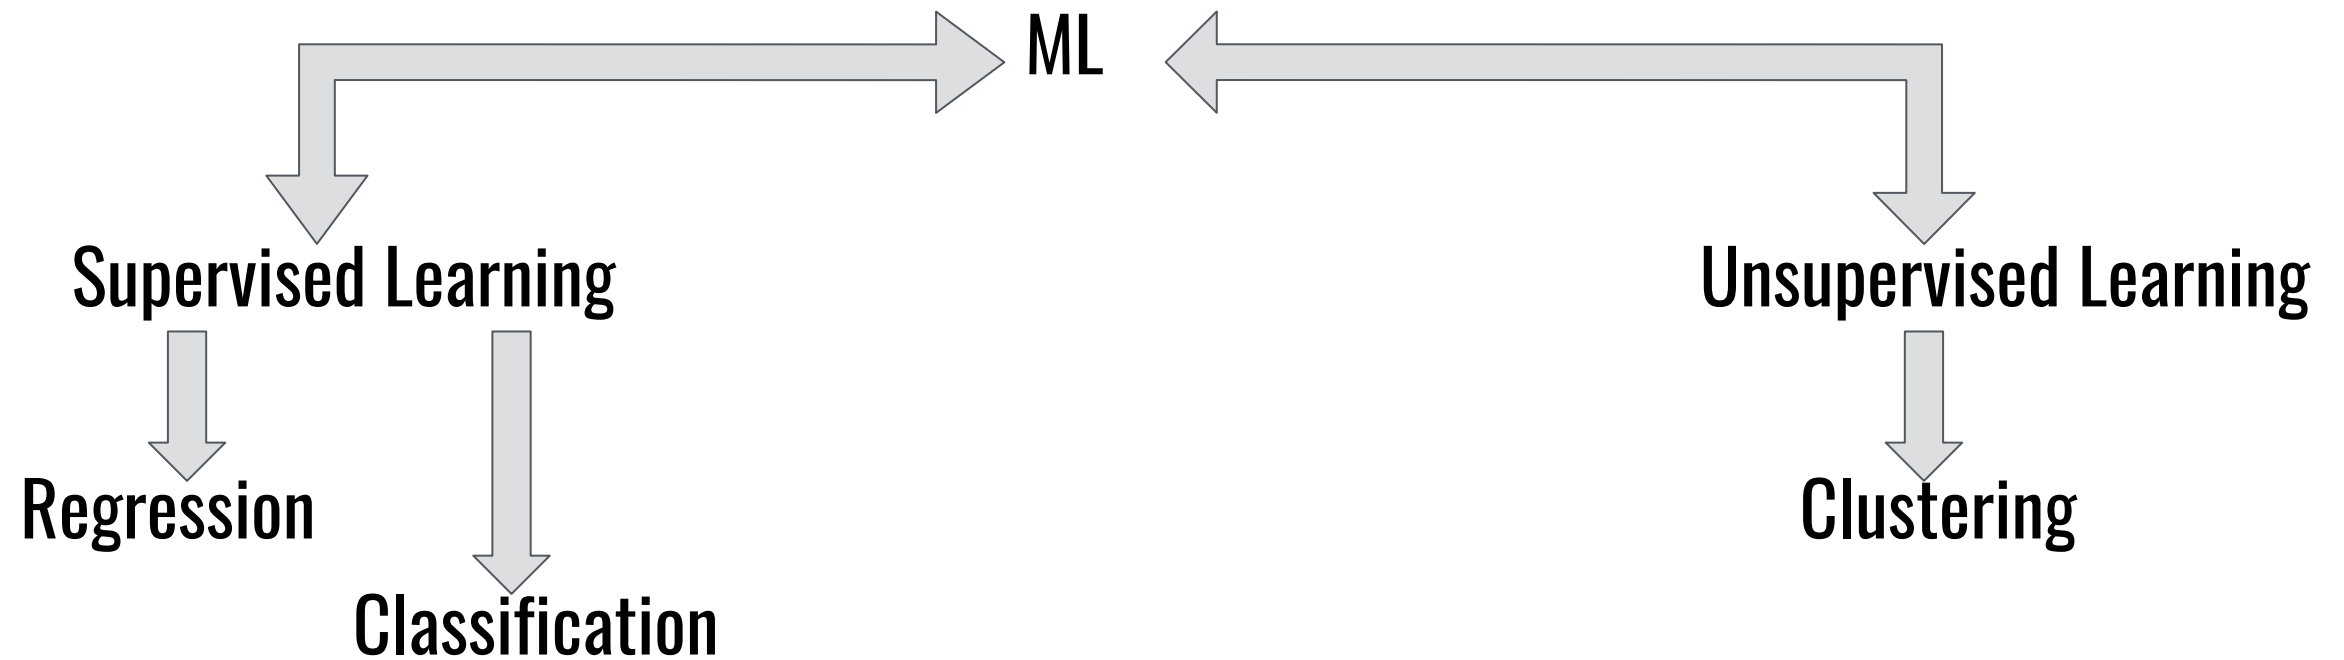 ML
Supervised Learning
Unsupervised Learning
Regression
Clustering
Classification